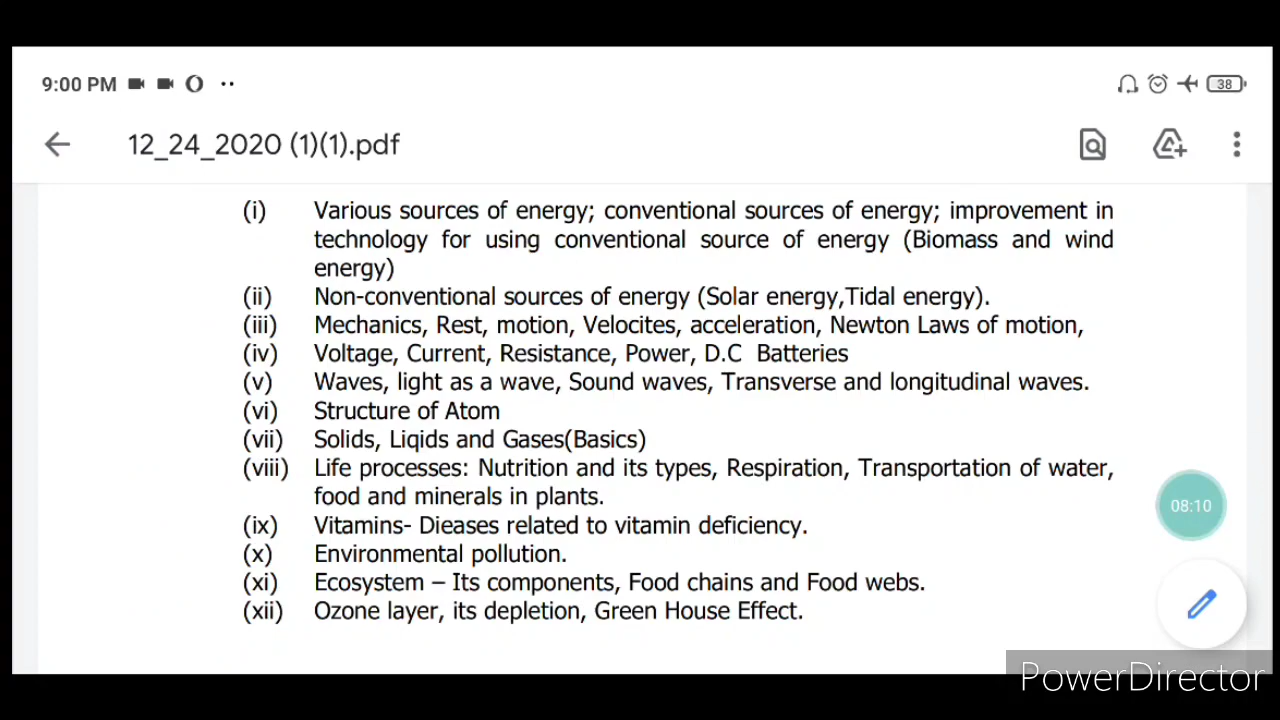 9:00 PM
38
12_24_2020 (1)(1).pdf
(i) Various sources of energy; conventional sources of energy; improvement in
technology for using conventional source of energy (Biomass and wind
energy)
(ii) Non-conventional sources of energy (Solar energy,Tidal energy).
(iii) Mechanics, Rest, motion, Velocites, acceleration, Newton Laws of motion,
(iv) Voltage, Current, Resistance, Power, D.C Batteries
(v) Waves, light as a wave, Sound waves, Transverse and longitudinal waves.
(vi) Structure of Atom
(vii) Solids, Liqids and Gases(Basics)
(viii) Life processes: Nutrition and its types, Respiration, Transportation of water,
food and minerals in plants.
(ix) Vitamins- Dieases related to vitamin deficiency.
(x) Environmental pollution.
(xi) Ecosystem – Its components, Food chains and Food webs.
(xii) Ozone layer, its depletion, Green House Effect.
08:10
PowerDirector